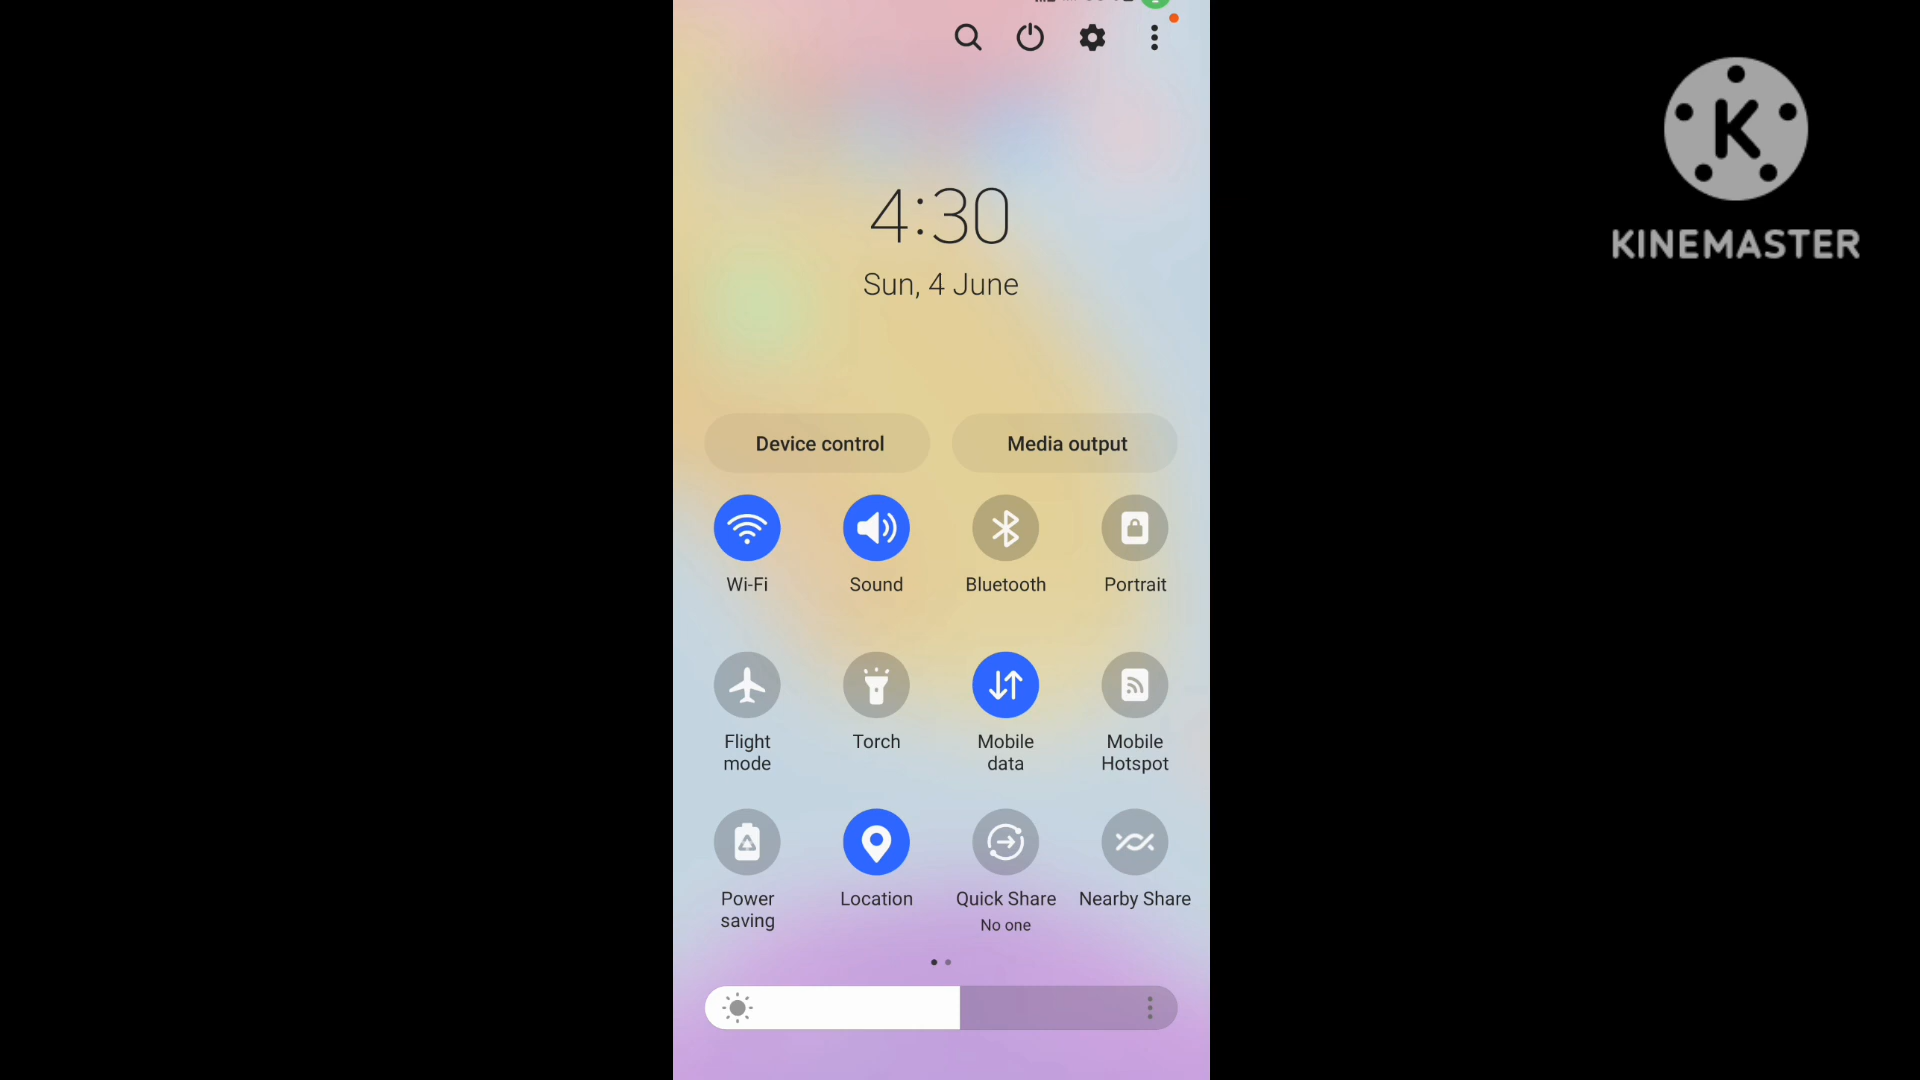 KINEMASTER
4:30
Sun, 4 June
Device control
Media output
Wi-Fi
Sound
Bluetooth
Portrait
Flight
mode
Torch
Mobile
data
Mobile
Hotspot
Power
saving
Location
Quick Share
No one
Nearby Share